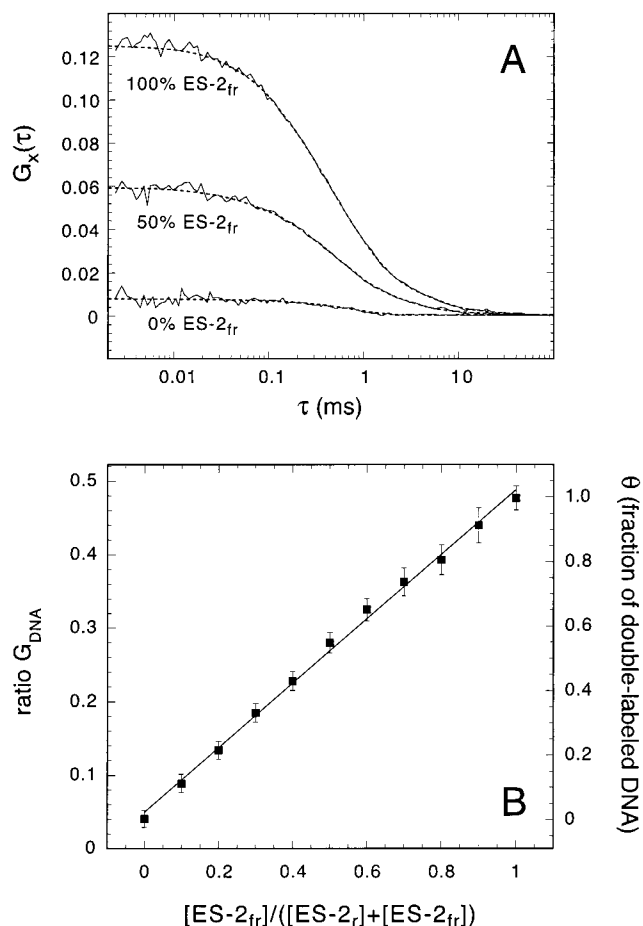 A
0.12
0.10
0.08
0.06
0.04
0.02
0
Gx(τ)
100% ES-2fr
50% ES-2fr
0% ES-2fr
0.01 0.1 1 10
τ (ms)
B
0.5
0.4
0.3
0.2
0.1
0
ratio GDNA
1.0
0.8
0.6
0.4
0.2
0
θ (fraction of double-labeled DNA)
0 0.2 0.4 0.6 0.8 1
[ES-2fr]/([ES-2r]+[ES-2fr])